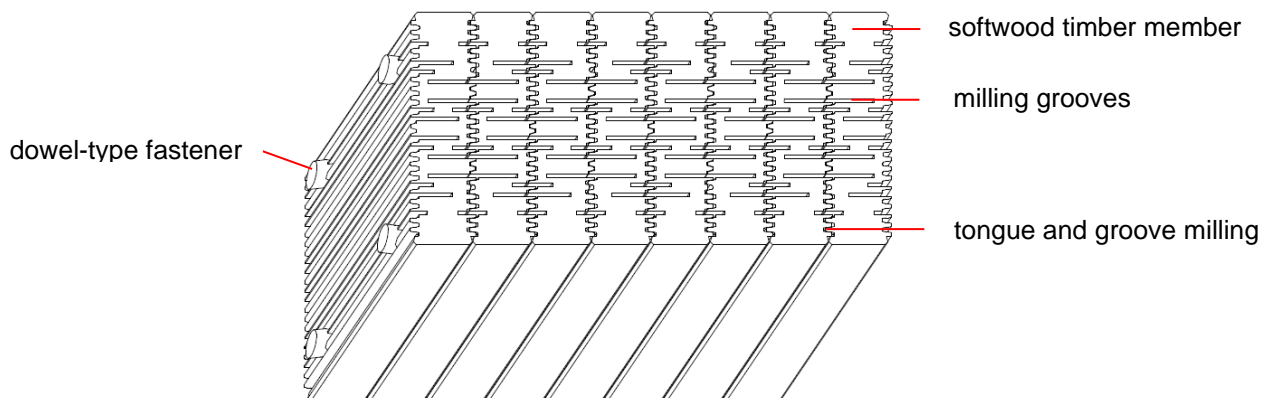 softwood timber member
milling grooves
dowel-type fastener
tongue and groove milling